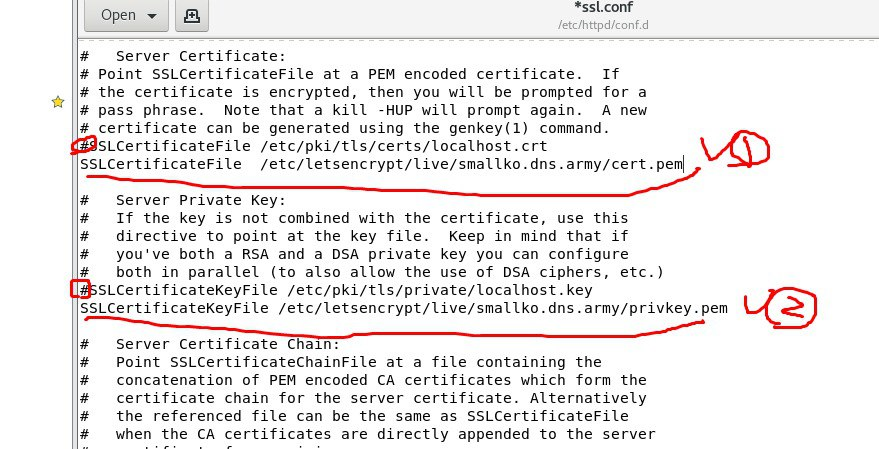 Open
*ssl.conf
/etc/httpd/conf.d
#   Server Certificate:
# Point SSLCertificateFile at a PEM encoded certificate.  If
# the certificate is encrypted, then you will be prompted for a
# pass phrase.  Note that a kill -HUP will prompt again.  A new
# certificate can be generated using the genkey(1) command.
#SSLCertificateFile /etc/pki/tls/certs/localhost.crt
SSLCertificateFile  /etc/letsencrypt/live/smallko.dns.army/cert.pem
1
#   Server Private Key:
#   If the key is not combined with the certificate, use this
#   directive to point at the key file.  Keep in mind that if
#   you've both a RSA and a DSA private key you can configure
#   both in parallel (to also allow the use of DSA ciphers, etc.)
#SSLCertificateKeyFile /etc/pki/tls/private/localhost.key
SSLCertificateKeyFile /etc/letsencrypt/live/smallko.dns.army/privkey.pem
2
#   Server Certificate Chain:
#   Point SSLCertificateChainFile at a file containing the
#   concatenation of PEM encoded CA certificates which form the
#   certificate chain for the server certificate. Alternatively
#   the referenced file can be the same as SSLCertificateFile
#   when the CA certificates are directly appended to the server